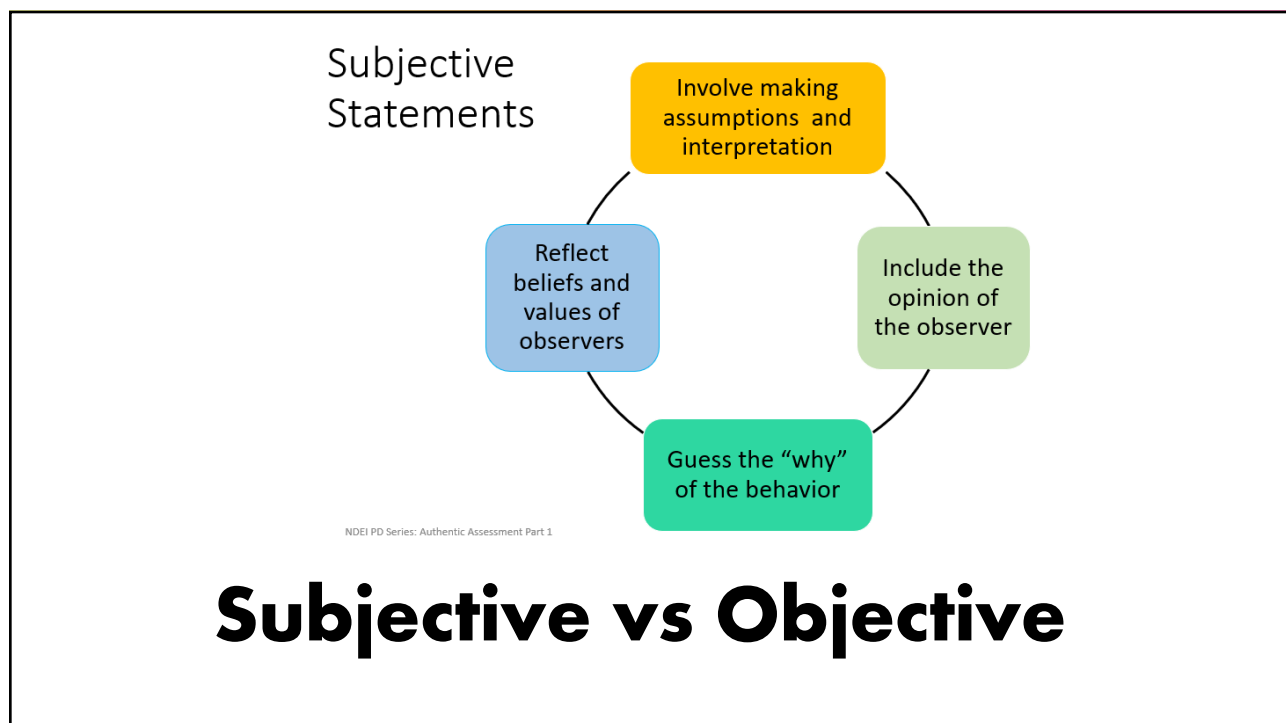 Subjective
Statements
Involve making
assumptions and
interpretation
Reflect
beliefs and
values of
observers
Include the
opinion of
the observer
Guess the “why”
of the behavior
NDEI PD Series: Authentic Assessment Part 1
Subjective vs Objective